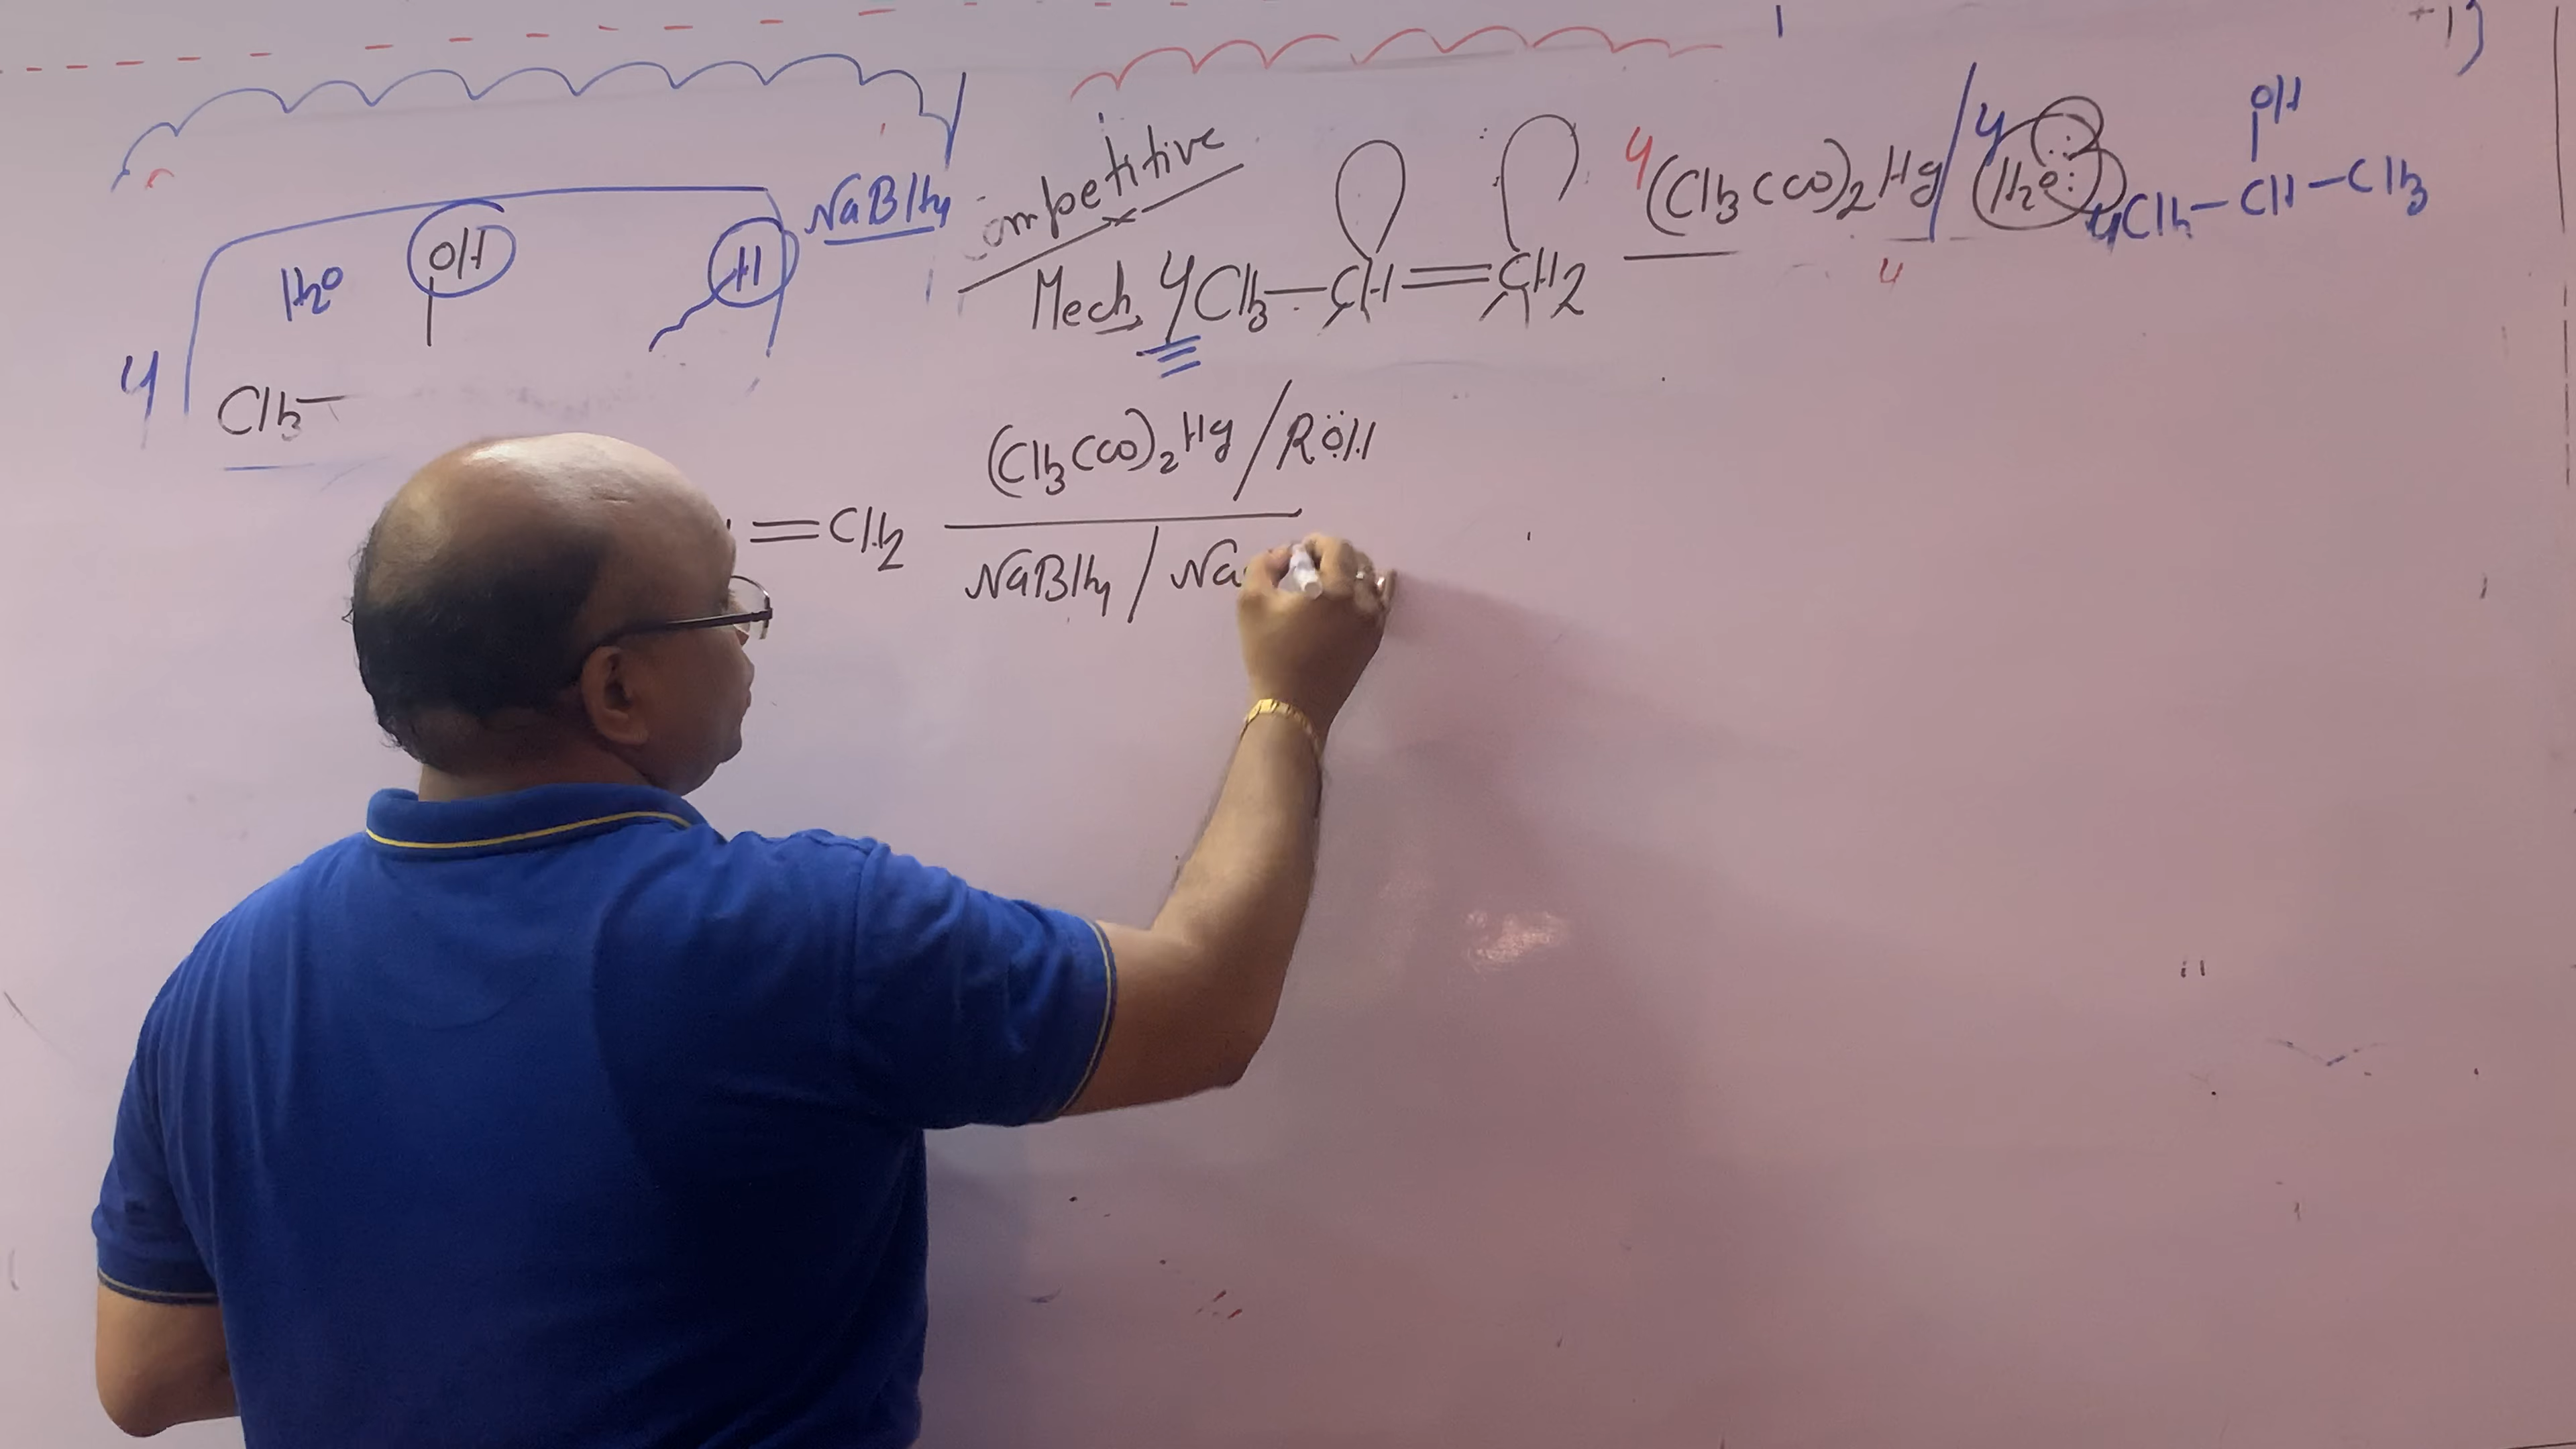 H₂O OH H NaBH₄
CH₃—
Competitive
Mech, CH₃—CH=CH2 (CH₃COO)₂Hg/H₂O: CH₃—CH—CH₃
OH
=CH₂ (CH₃COO)₂Hg/RÖH
NaBH₄/Na